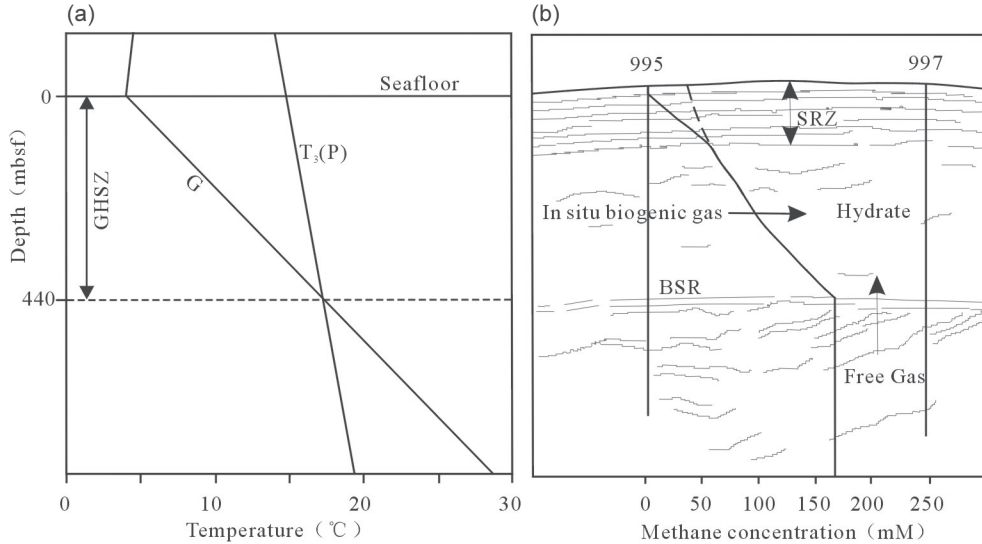 (a)
Seafloor
0
Depth (mbsf)
GHSZ
G
T₃(P)
440
0
10
15
20
30
Temperature (℃)
(b)
995
997
SRZ
In situ biogenic gas
Hydrate
BSR
Free Gas
0
50
100
150
200
250
Methane concentration (mM)